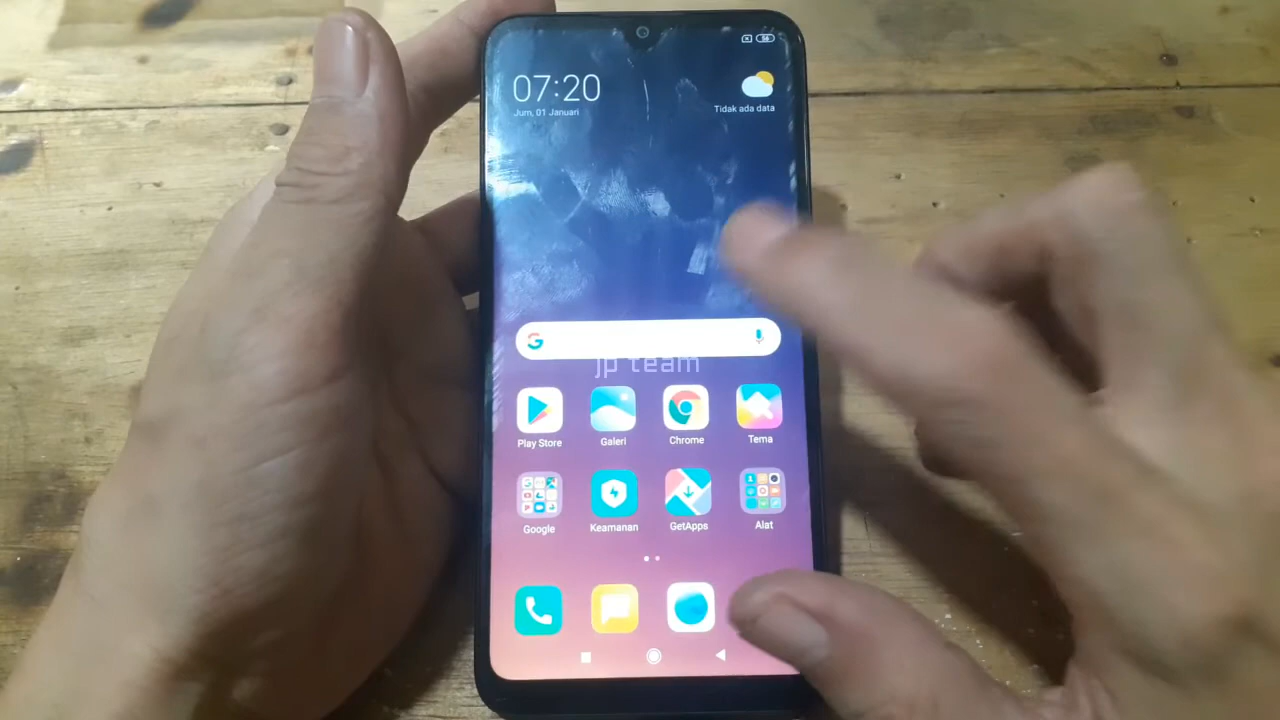 56
07:20
Jum, 01 Januari
Tidak ada data
jp team
Play Store
Galeri
Chrome
Tema
Google
Keamanan
GetApps
Alat